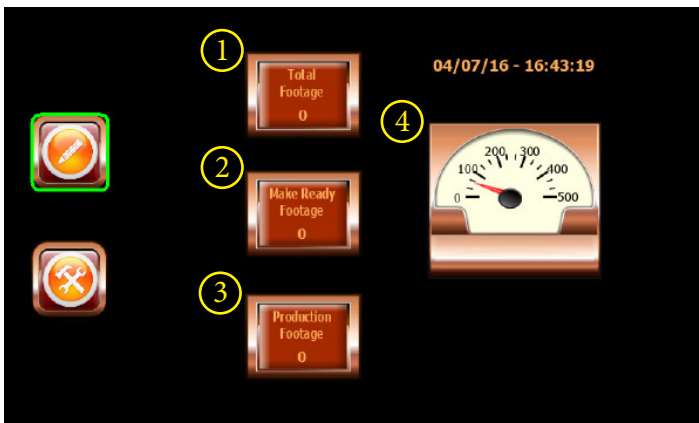 1
Total
Footage
0
04/07/16 - 16:43:19
2
Make Ready
Footage
0
4
0 100 200 300 400 500
3
Production
Footage
0